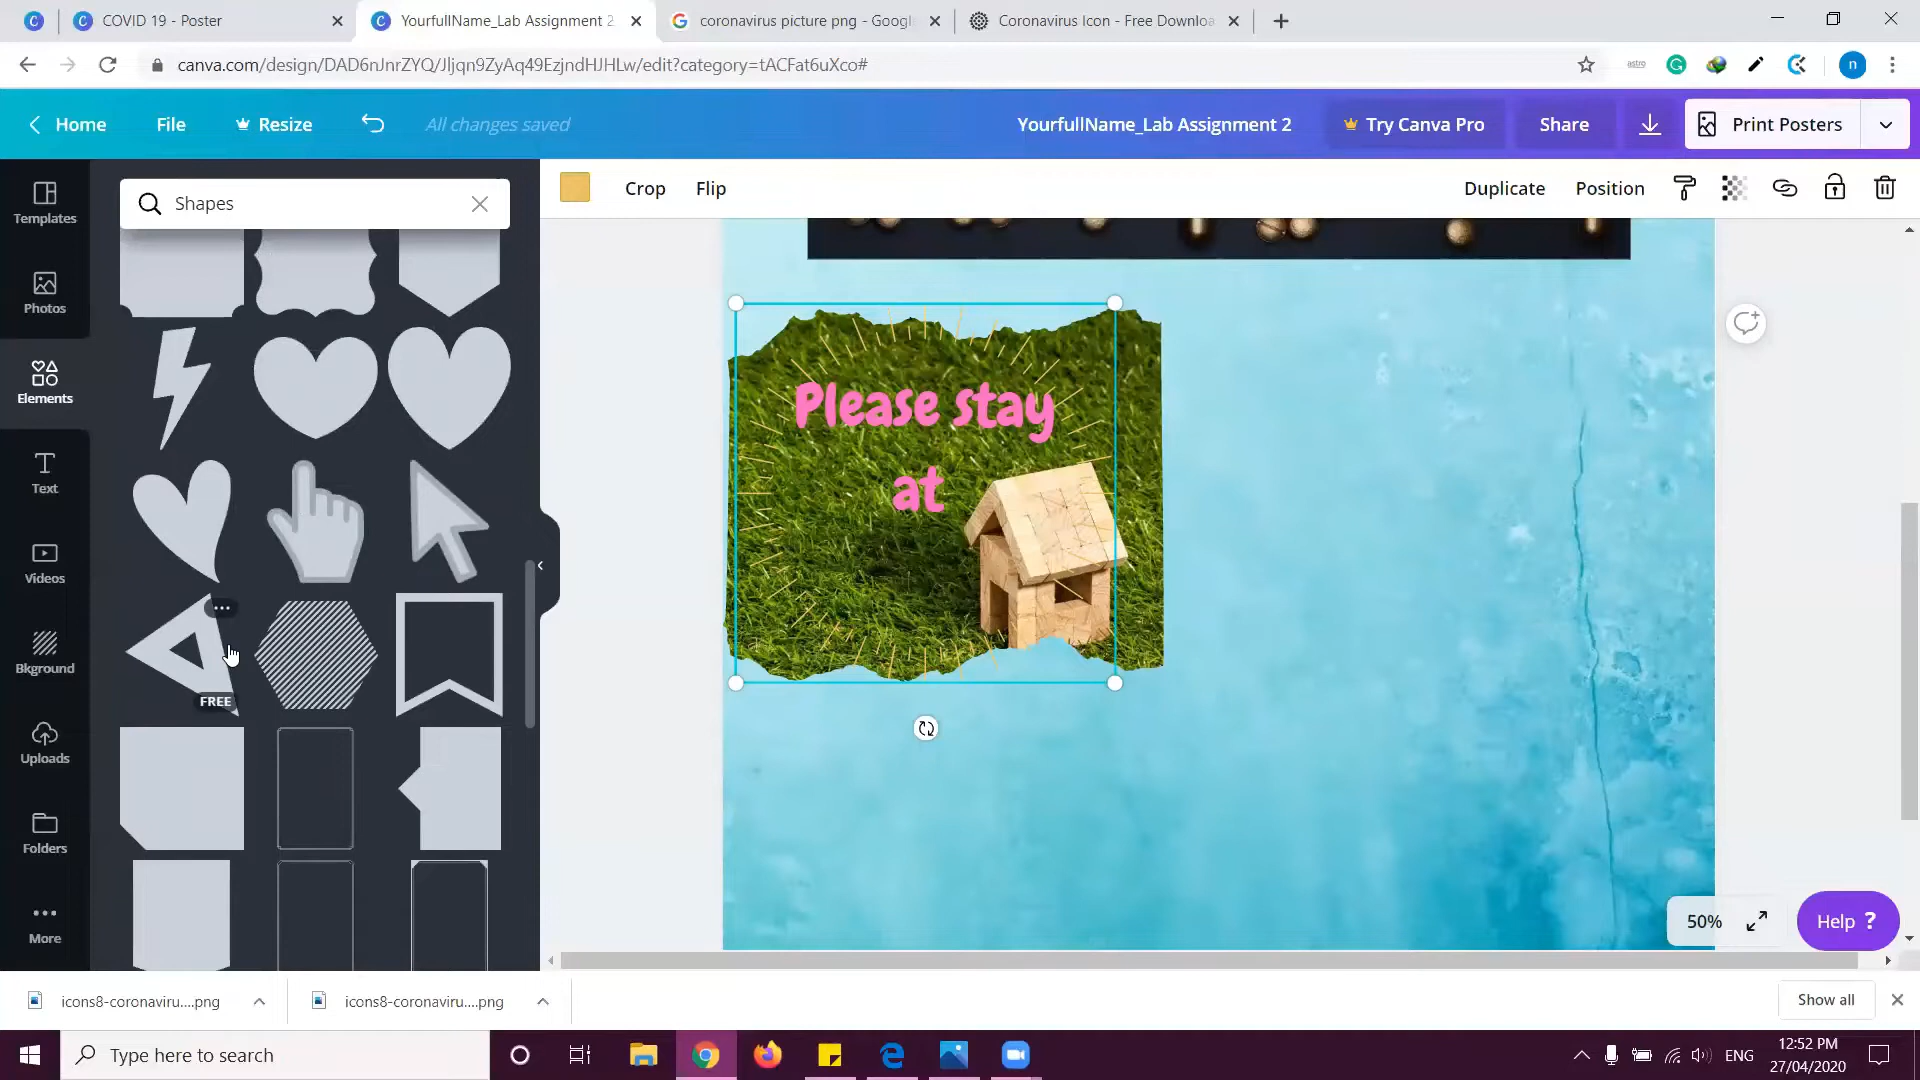 COVID 19 - Poster
YourfullName_Lab Assignment 2
coronavirus picture png - Googl
Coronavirus Icon - Free Downloa
canva.com/design/DAD6nJnrZYQ/Jljqn9ZyAq49EzjndHJHLw/edit?category=tACFat6uXco#
astro
n
Home
File
Resize
All changes saved
YourfullName_Lab Assignment 2
Try Canva Pro
Share
Print Posters
Templates
Photos
Elements
Text
Videos
Bkground
Uploads
Folders
More
Shapes
FREE
Crop
Flip
Duplicate
Position
Please stay
at
50%
Help ?
icons8-coronaviru....png
icons8-coronaviru....png
Show all
Type here to search
ENG
12:52 PM
27/04/2020